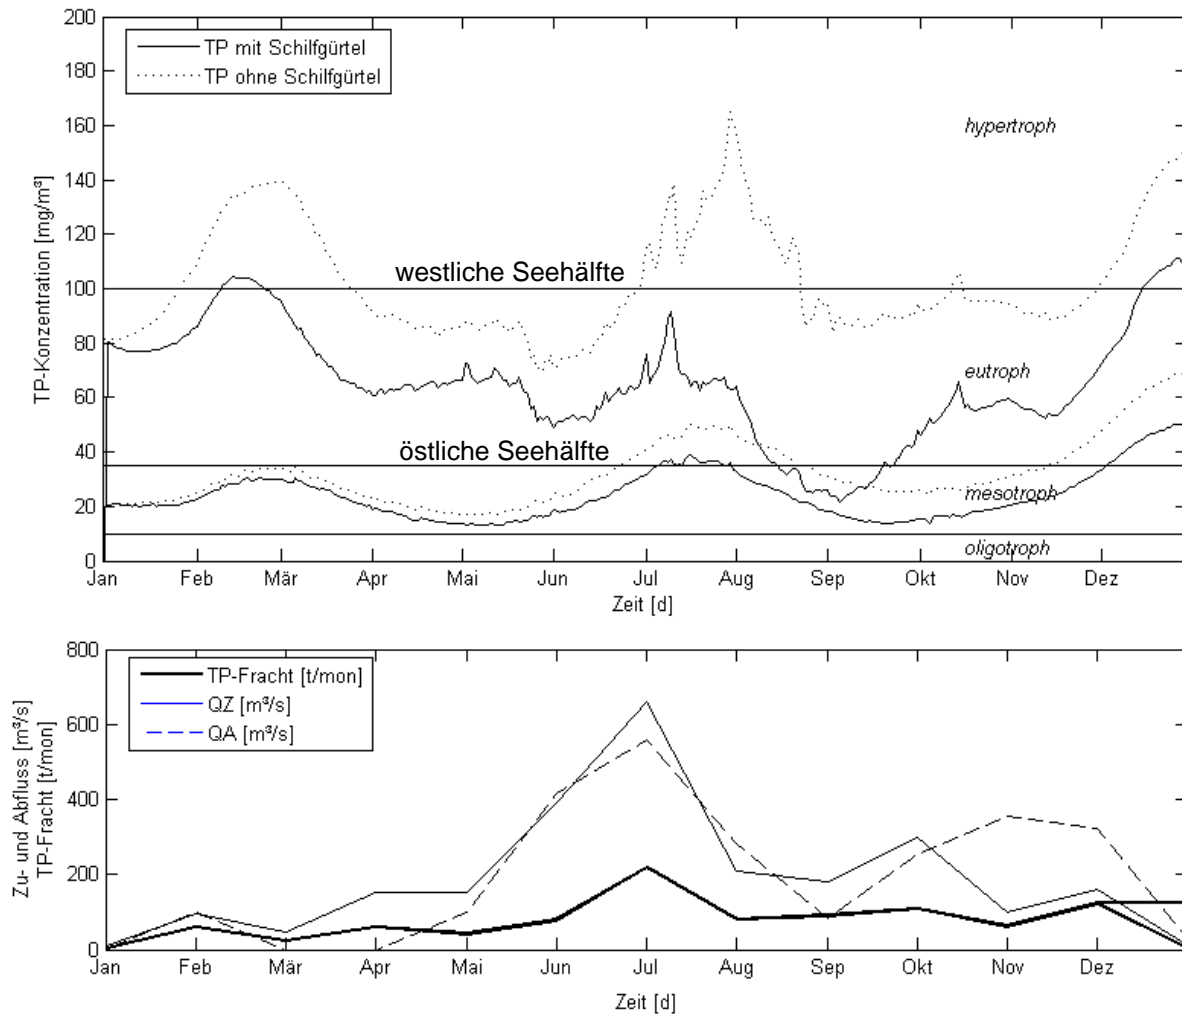 200
180
160
140
120
100
80
60
40
20
0
TP-Konzentration [mg/m³]
TP mit Schilfgürtel
TP ohne Schilfgürtel
hypertroph
westliche Seehälfte
eutroph
östliche Seehälfte
mesotroph
oligotroph
Jan Feb Mär Apr Mai Jun Jul Aug Sep Okt Nov Dez
Zeit [d]
800
600
400
200
0
Zu- und Abfluss [m³/s]
TP-Fracht [t/mon]
TP-Fracht [t/mon]
QZ [m³/s]
QA [m³/s]
Jan Feb Mär Apr Mai Jun Jul Aug Sep Okt Nov Dez
Zeit [d]